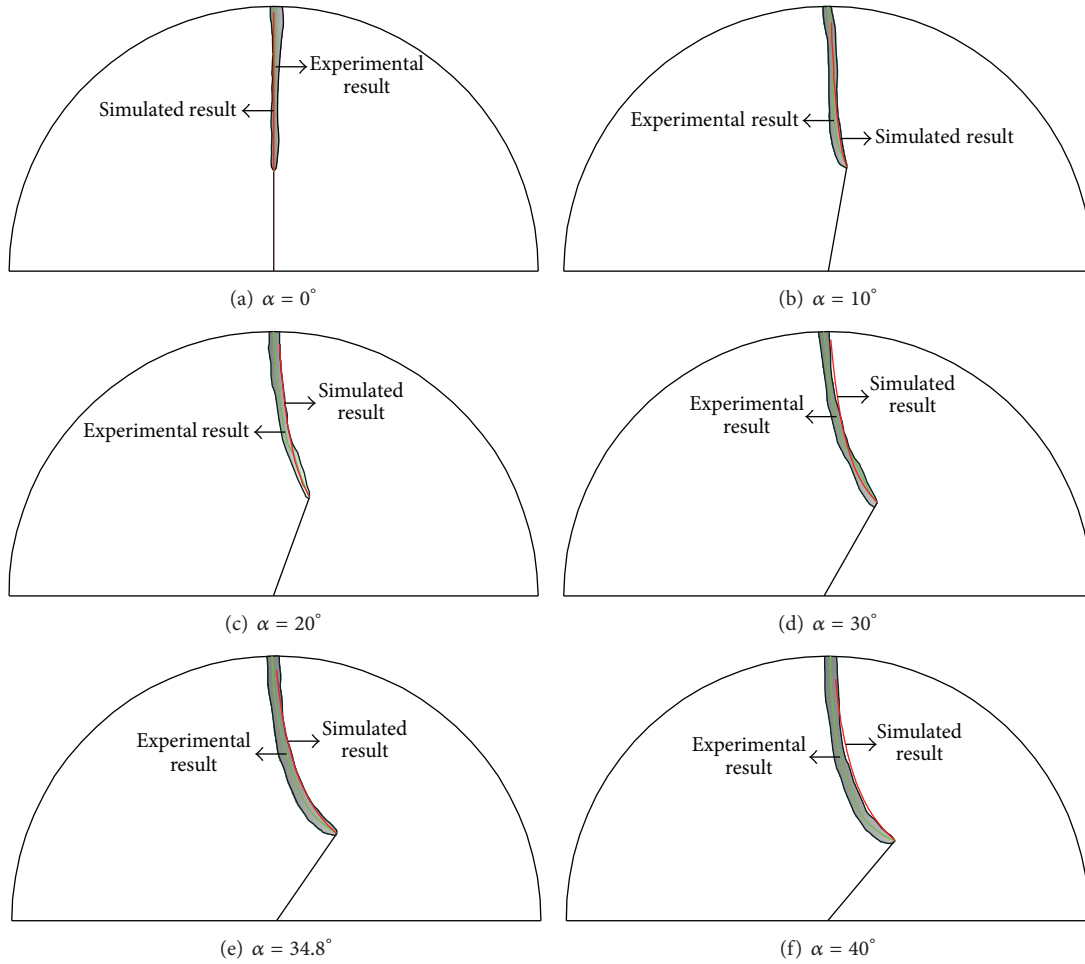 Experimental
result
Simulated result
(a) α = 0°
Experimental result
Simulated result
(b) α = 10°
Simulated
result
Experimental result
(c) α = 20°
Simulated
result
Experimental
result
(d) α = 30°
Simulated
result
Experimental
result
(e) α = 34.8°
Simulated
result
Experimental
result
(f) α = 40°